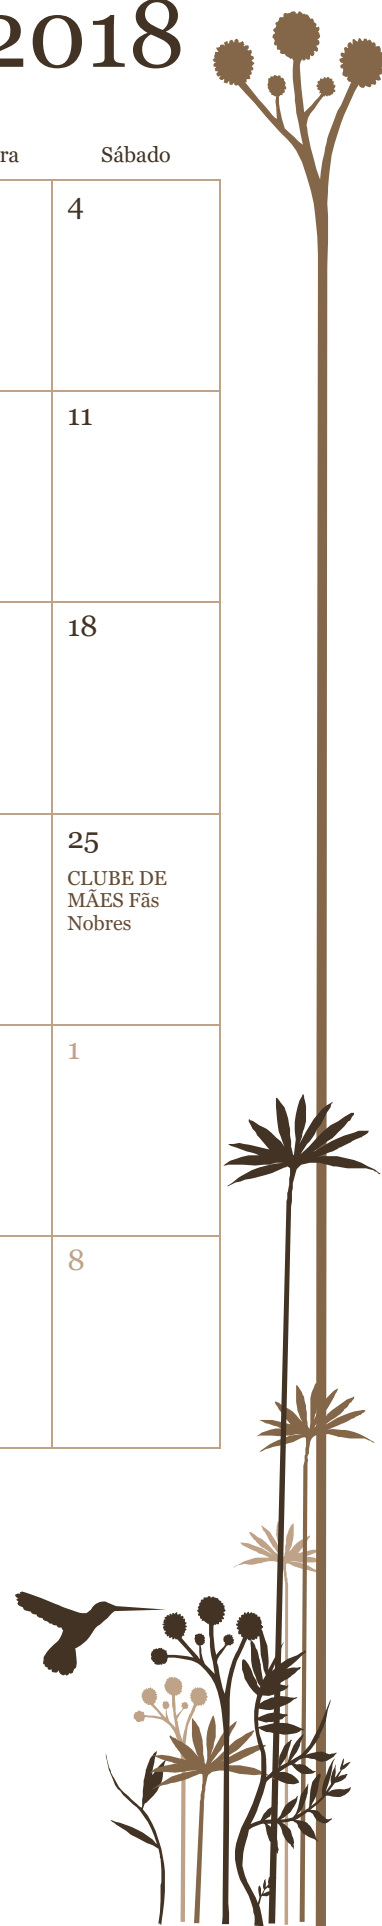 2018
ra
Sábado
4
11
18
25
CLUBE DE
MÃES Fãs
Nobres
1
8